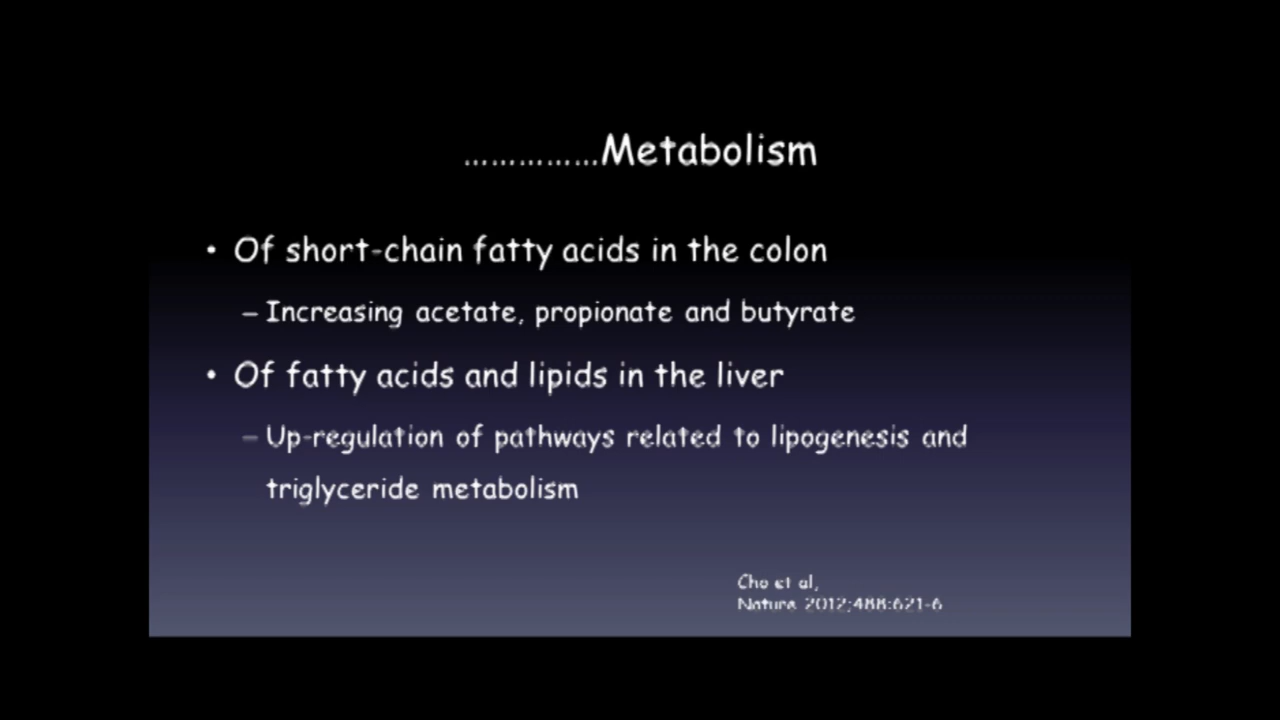 ……………Metabolism
• Of short-chain fatty acids in the colon
– Increasing acetate, propionate and butyrate
• Of fatty acids and lipids in the liver
– Up-regulation of pathways related to lipogenesis and
triglyceride metabolism
Cho et al,
Nature 2012;488:621-6